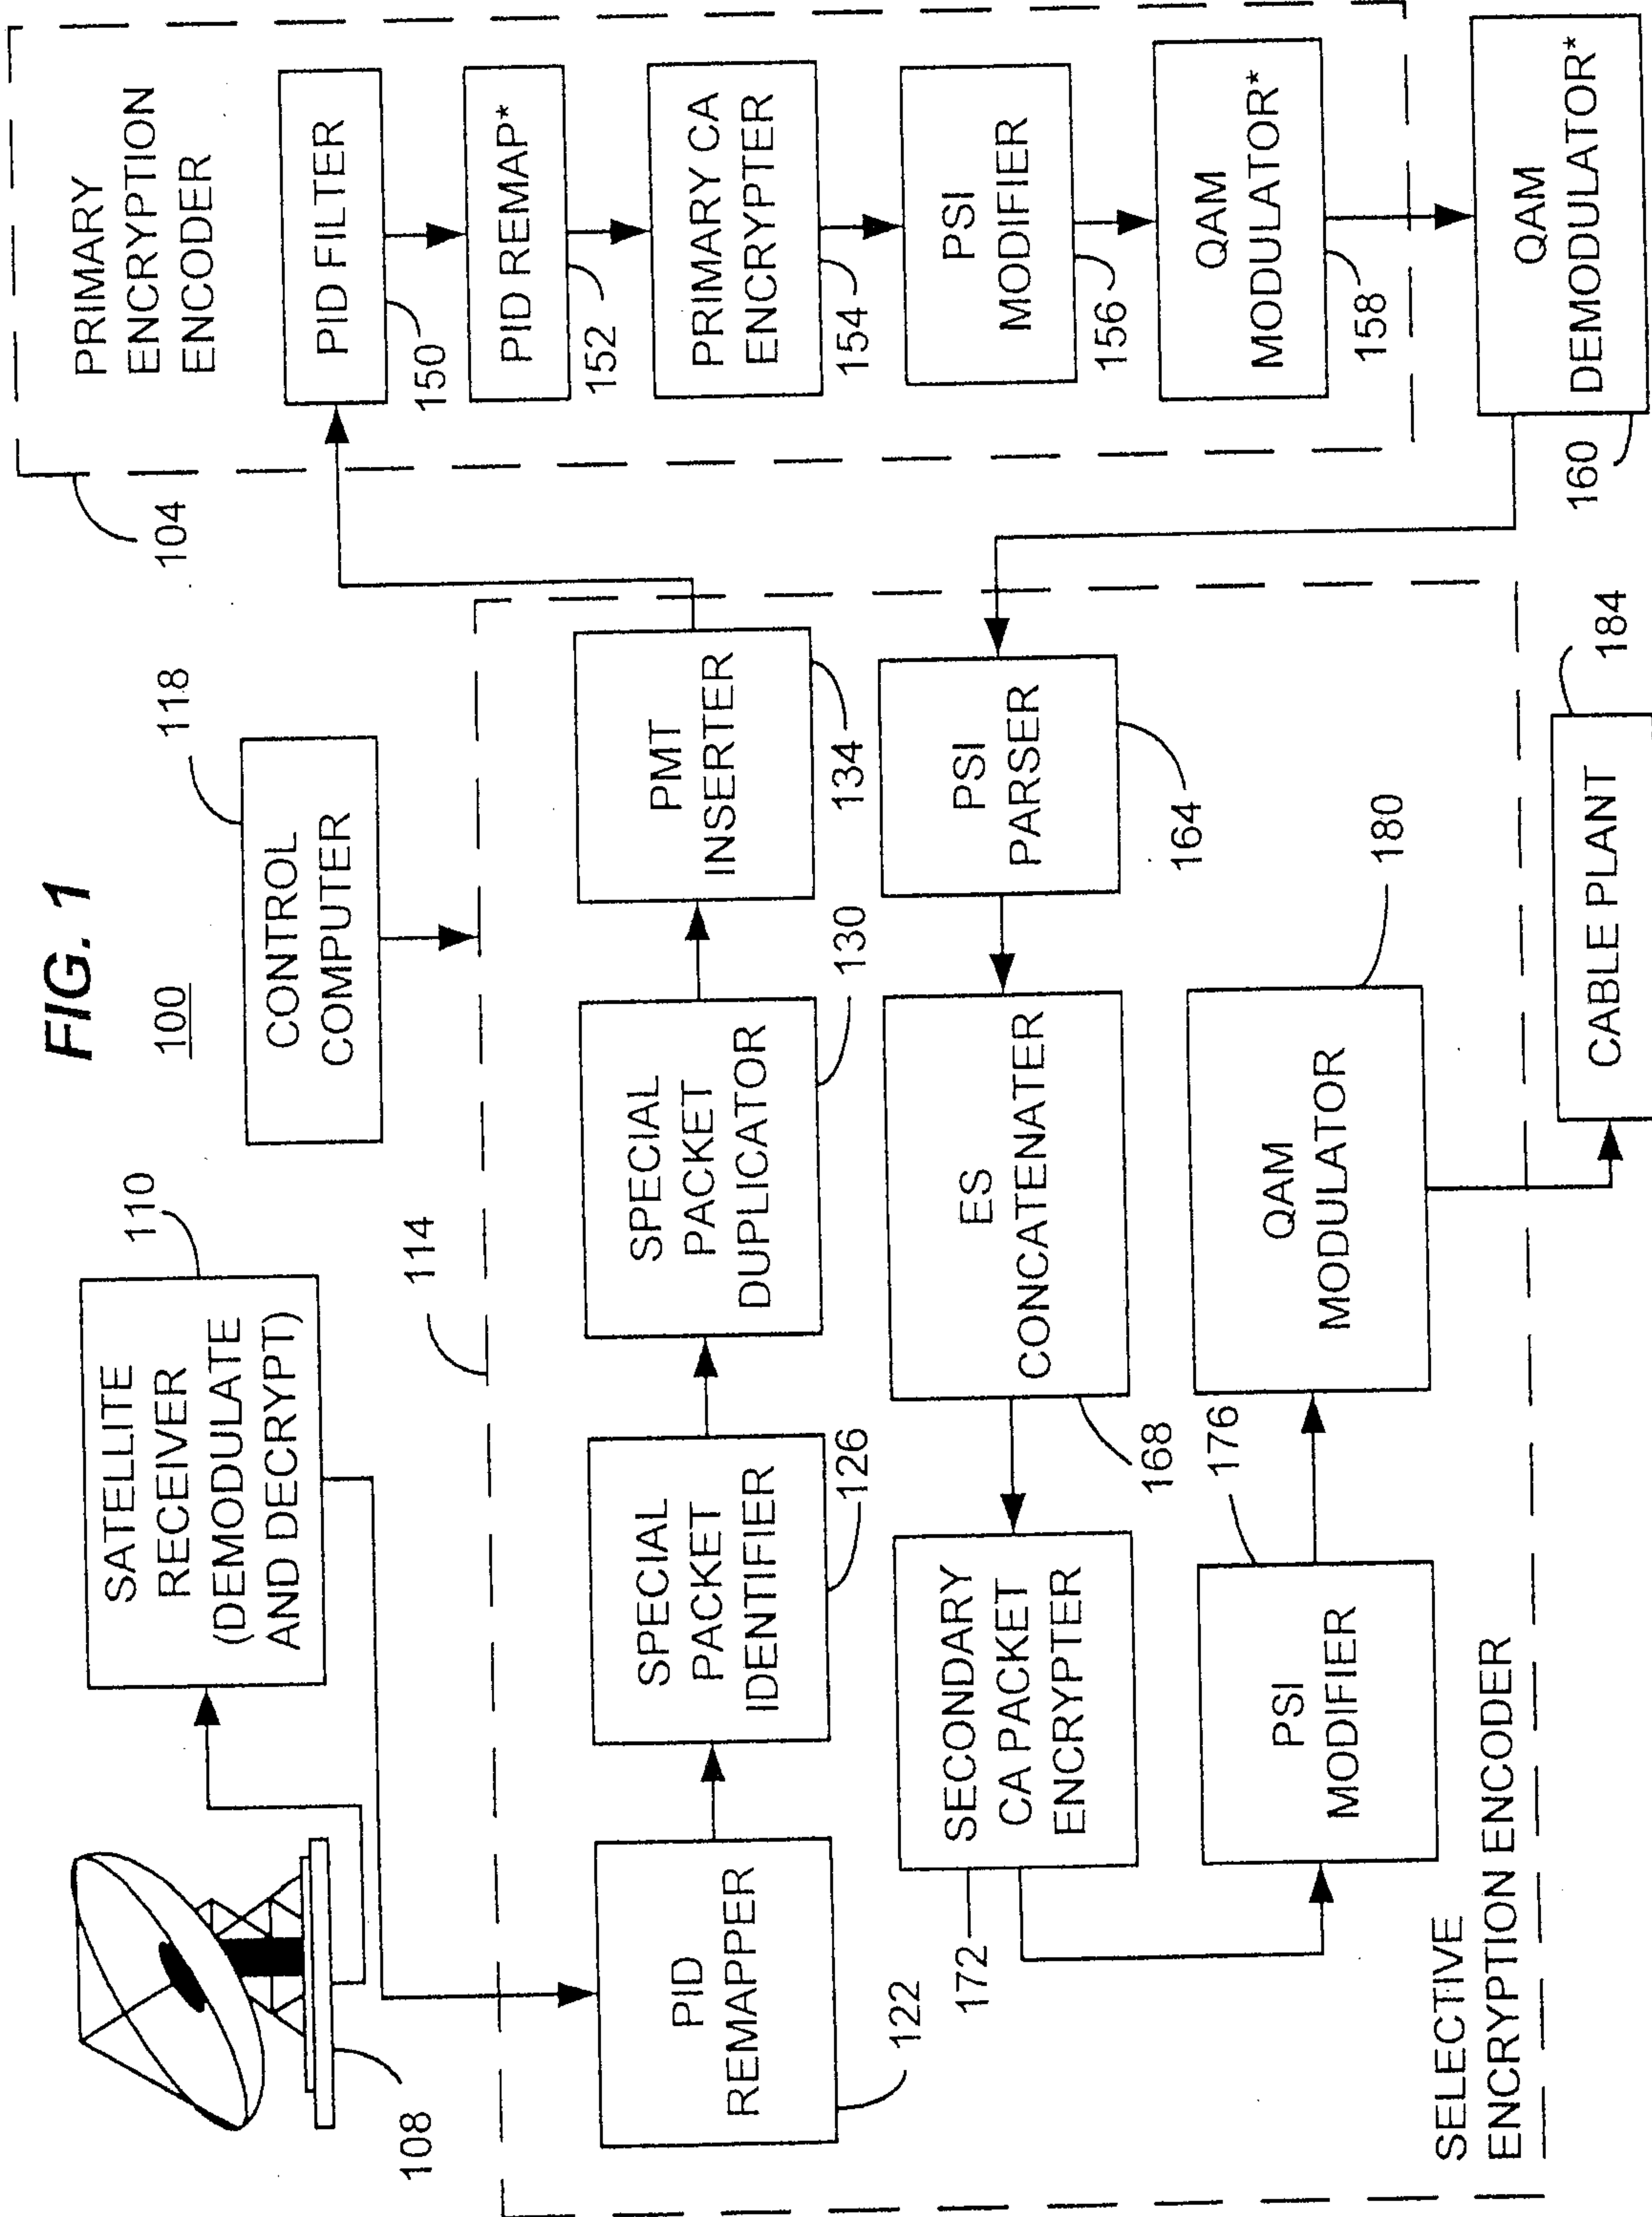 FIG. 1
100
108
SATELLITE
RECEIVER
(DEMODULATE
AND DECRYPT)
110
CONTROL
COMPUTER
118
104
PRIMARY
ENCRYPTION
ENCODER
114
PID
REMAPPER
122
SPECIAL
PACKET
IDENTIFIER
126
SPECIAL
PACKET
DUPLICATOR
130
PMT
INSERTER
134
PID FILTER
150
PID REMAP*
152
PRIMARY CA
ENCRYPTER
154
PSI
MODIFIER
156
QAM
MODULATOR*
158
QAM
DEMODULATOR*
160
PSI
PARSER
164
ES
CONCATENATER
168
SECONDARY
CA PACKET
ENCRYPTER
172
PSI
MODIFIER
176
QAM
MODULATOR
180
SELECTIVE
ENCRYPTION ENCODER
CABLE PLANT
184